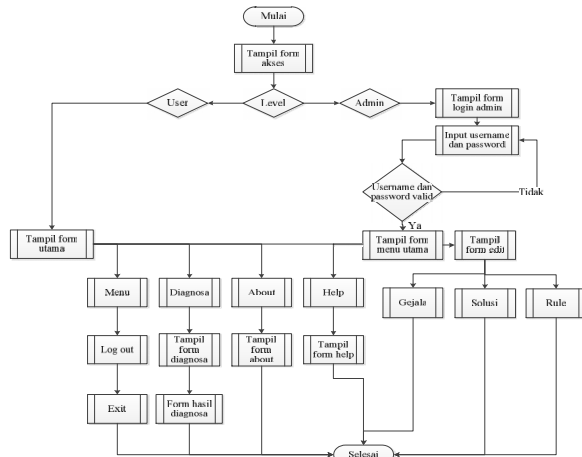 Mulai
Tampil form
akses
User
Level
Admin
Tampil form
login admin
Input username
dan password
Username dan
password valid
Tidak
Ya
Tampil form
utama
Tampil form
menu utama
Tampil
form edit
Menu
Diagnosa
About
Help
Gejala
Solusi
Rule
Log out
Tampil
form
diagnosa
Tampil
form
about
Tampil
form help
Exit
Form hasil
diagnosa
Selesai